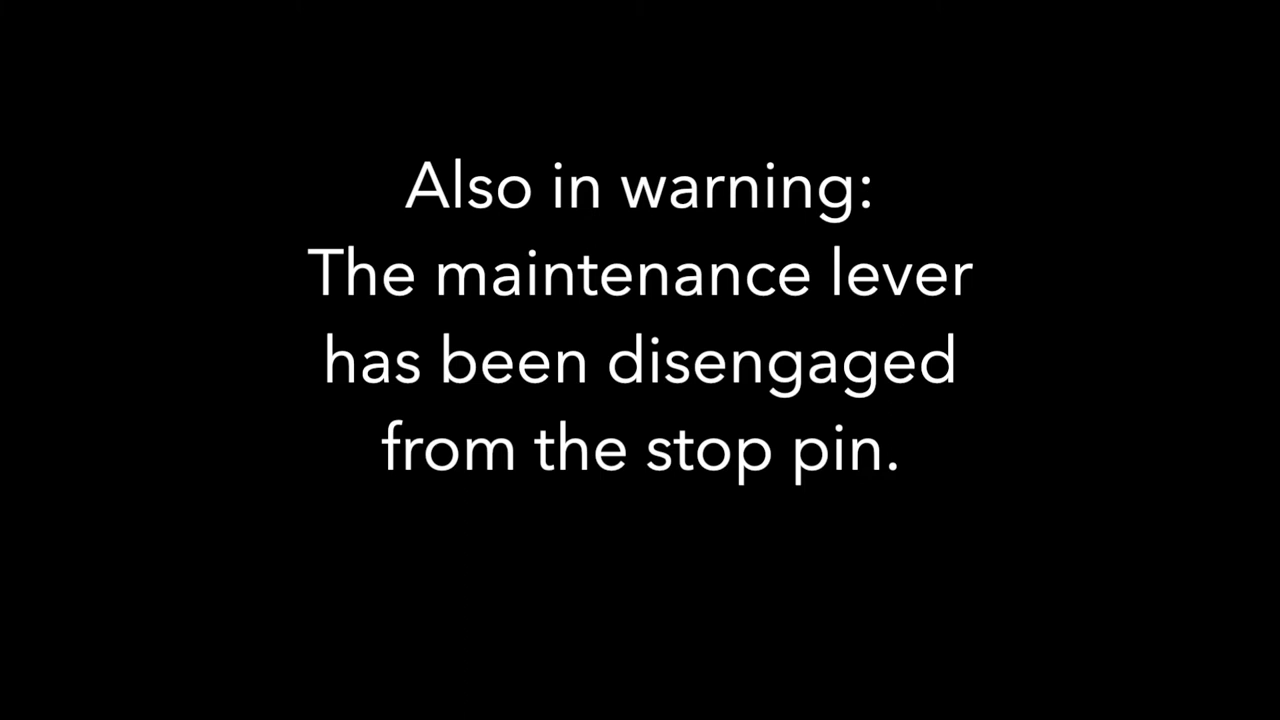 Also in warning:
The maintenance lever
has been disengaged
from the stop pin.